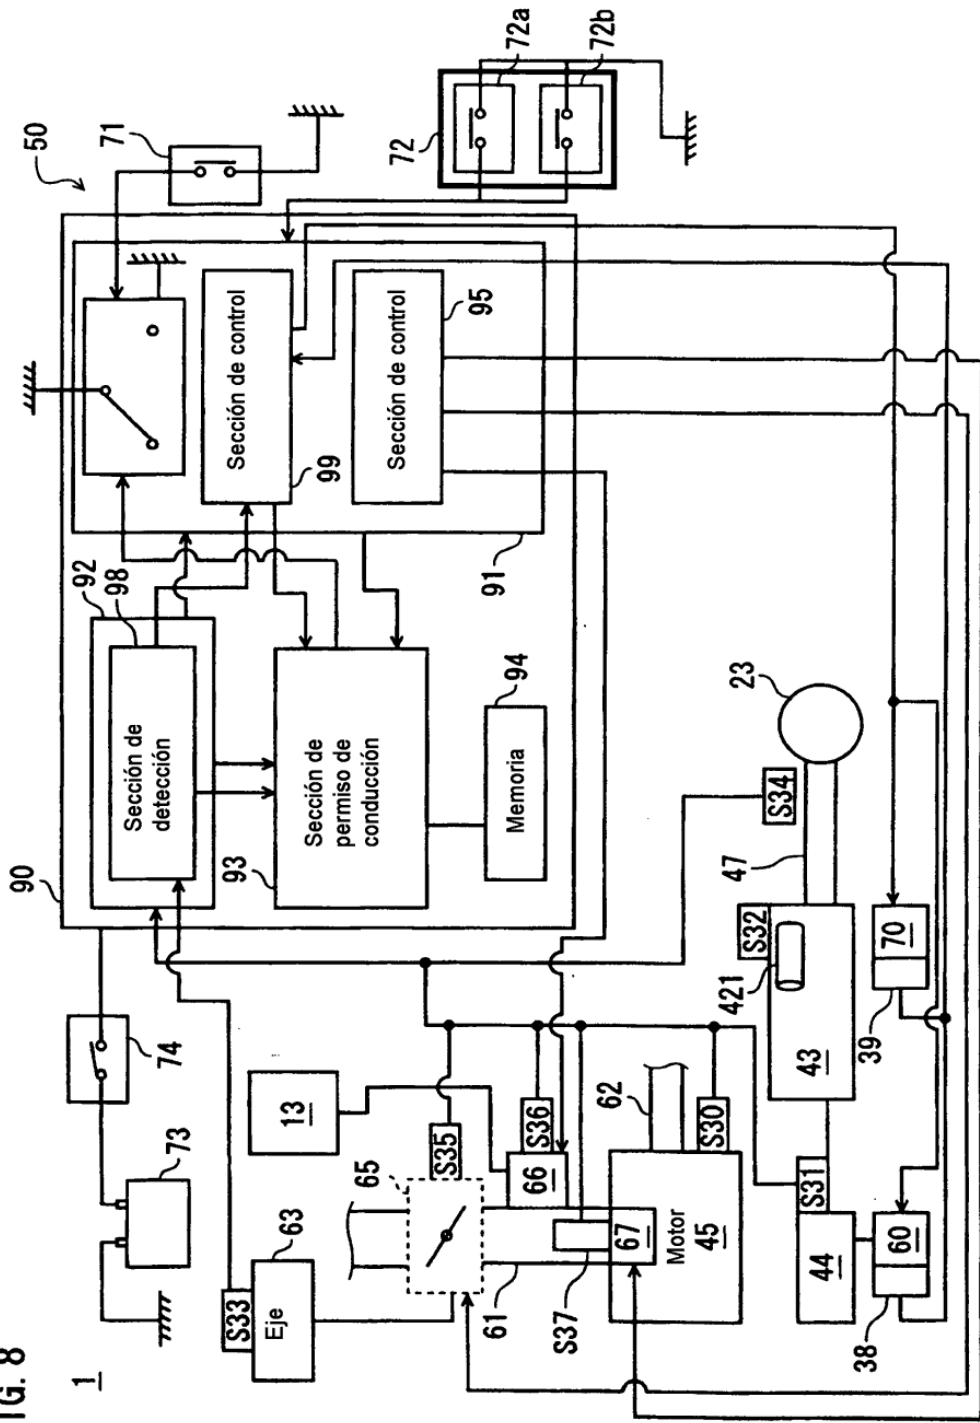 TG. 8
1
50
90
92
98
Sección de
detección
93
Sección de
permiso de
conducción
94
Memoria
91
99
Sección de control
95
Sección de control
71
72
72a
72b
74
73
63
S33
Eje
13
65
S35
66
S36
61
S37
67
Motor
45
62
S30
44
S31
43
421
S32
47
S34
23
38
60
39
70